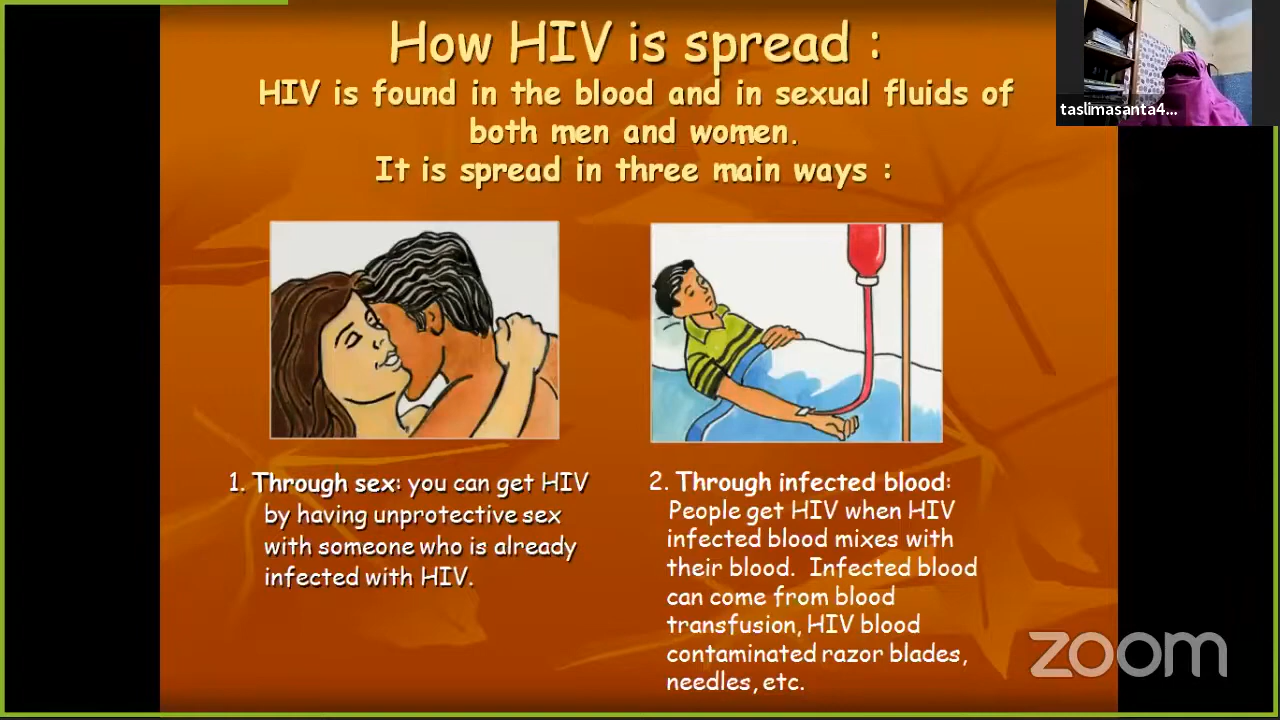 How HIV is spread :
HIV is found in the blood and in sexual fluids of
both men and women.
It is spread in three main ways :
taslimasanta4...
1. Through sex: you can get HIV
by having unprotective sex
with someone who is already
infected with HIV.
2. Through infected blood:
People get HIV when HIV
infected blood mixes with
their blood. Infected blood
can come from blood
transfusion, HIV blood
contaminated razor blades,
needles, etc.
zoom